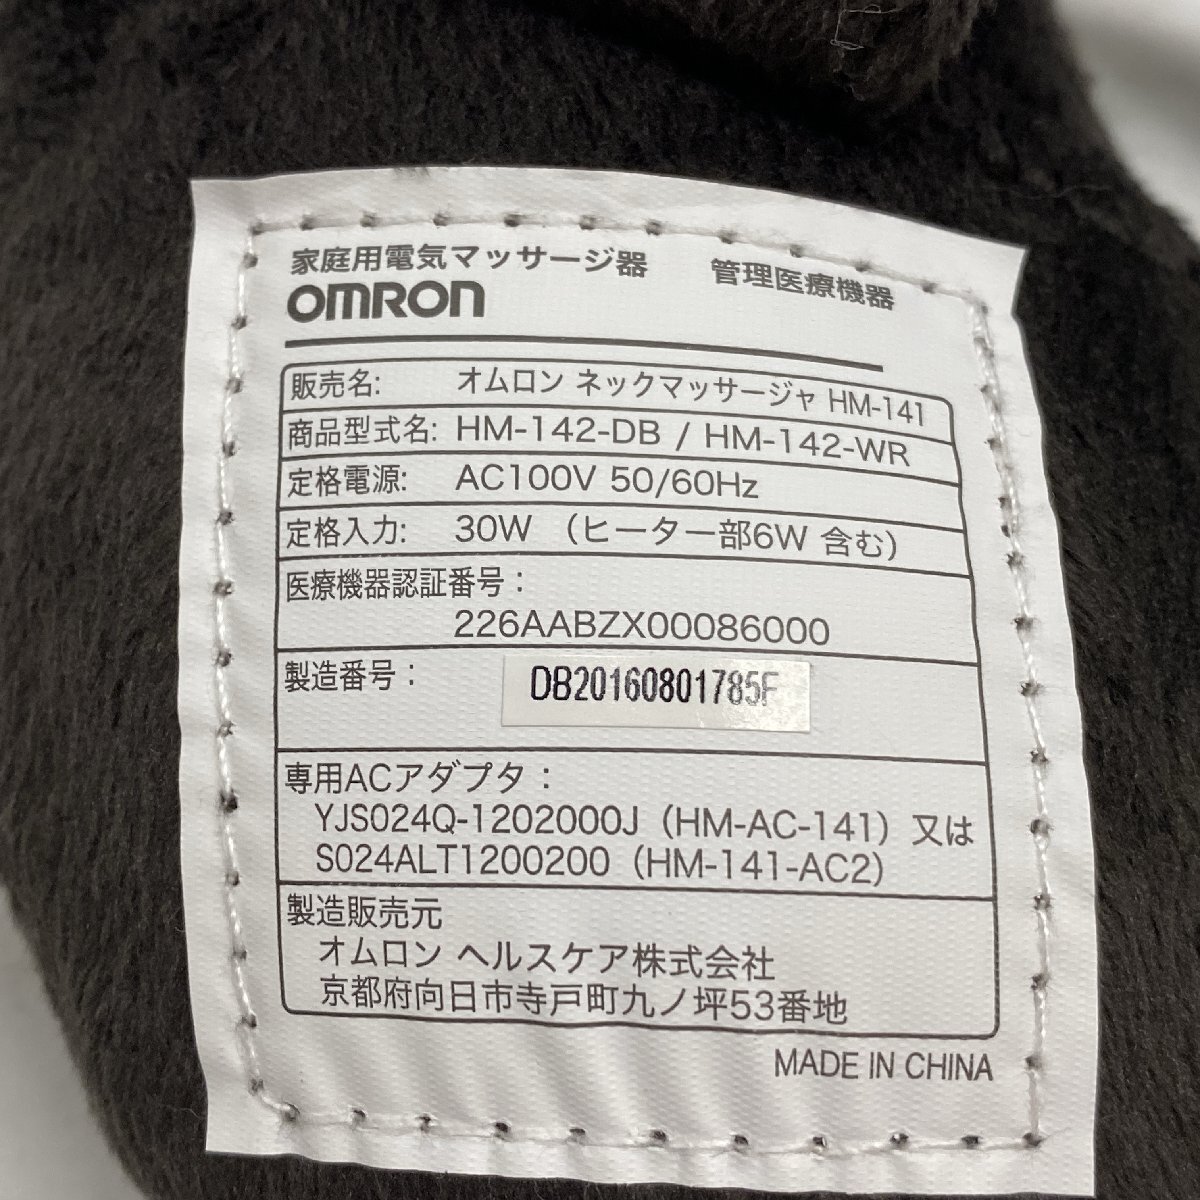 家庭用電気マッサージ器 管理医療機器
OMRON
販売名: オムロン ネックマッサージャ HM-141
商品型式名: HM-142-DB / HM-142-WR
定格電源: AC100V 50/60Hz
定格入力: 30W (ヒーター部6W 含む)
医療機器認証番号:
226AABZX00086000
製造番号: DB20160801785F
専用ACアダプタ:
YJS024Q-1202000J (HM-AC-141) 又は
S024ALT1200200 (HM-141-AC2)
製造販売元
オムロン ヘルスケア株式会社
京都府向日市寺戸町九ノ坪53番地
MADE IN CHINA